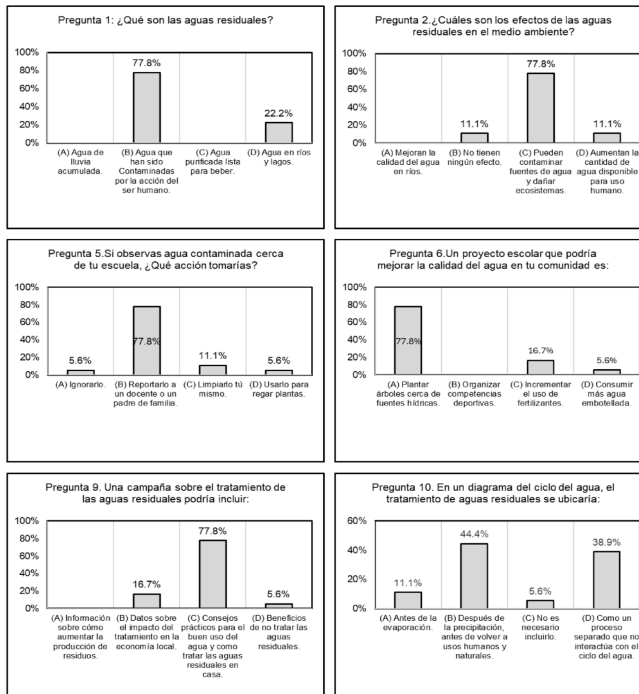 Pregunta 1: ¿Qué son las aguas residuales?
100%
80%
60%
40%
20%
0%
77.8%
22.2%
(A) Agua de
lluvia
acumulada.
(B) Agua que
han sido
Contaminadas
por la acción del
ser humano.
(C) Agua
purificada lista
para beber.
(D) Agua en ríos
y lagos.
Pregunta 2.¿Cuáles son los efectos de las aguas
residuales en el medio ambiente?
100%
80%
60%
40%
20%
0%
11.1%
77.8%
11.1%
(A) Mejoran la
calidad del agua
en ríos.
(B) No tienen
ningún efecto.
(C) Pueden
contaminar
fuentes de agua
y dañar
ecosistemas.
(D) Aumentan la
cantidad de
agua disponible
para uso
humano.
Pregunta 5.Si observas agua contaminada cerca
de tu escuela, ¿Qué acción tomarías?
100%
80%
60%
40%
20%
0%
5.6%
77.8%
11.1%
5.6%
(A) Ignorarlo.
(B) Reportarlo a
un docente o un
padre de familia.
(C) Limpiarlo tú
mismo.
(D) Usarlo para
regar plantas.
Pregunta 6.Un proyecto escolar que podría
mejorar la calidad del agua en tu comunidad es:
100%
80%
60%
40%
20%
0%
77.8%
16.7%
5.6%
(A) Plantar
árboles cerca de
fuentes hídricas.
(B) Organizar
competencias
deportivas.
(C) Incrementar
el uso de
fertilizantes.
(D) Consumir
más agua
embotellada.
Pregunta 9. Una campaña sobre el tratamiento de
las aguas residuales podría incluir:
100%
80%
60%
40%
20%
0%
16.7%
77.8%
5.6%
(A) Información
sobre cómo
aumentar la
producción de
residuos.
(B) Datos sobre
el impacto del
tratamiento en la
economía local.
(C) Consejos
prácticos para el
buen uso del
agua y como
tratar las aguas
residuales en
casa.
(D) Beneficios
de no tratar las
aguas
residuales.
Pregunta 10. En un diagrama del ciclo del agua, el
tratamiento de aguas residuales se ubicaría:
60%
40%
20%
0%
11.1%
44.4%
5.6%
38.9%
(A) Antes de la
evaporación.
(B) Después de
la precipitación,
antes de volver a
usos humanos y
naturales.
(C) No es
necesario
incluirlo.
(D) Como un
proceso
separado que no
interactúa con el
ciclo del agua.